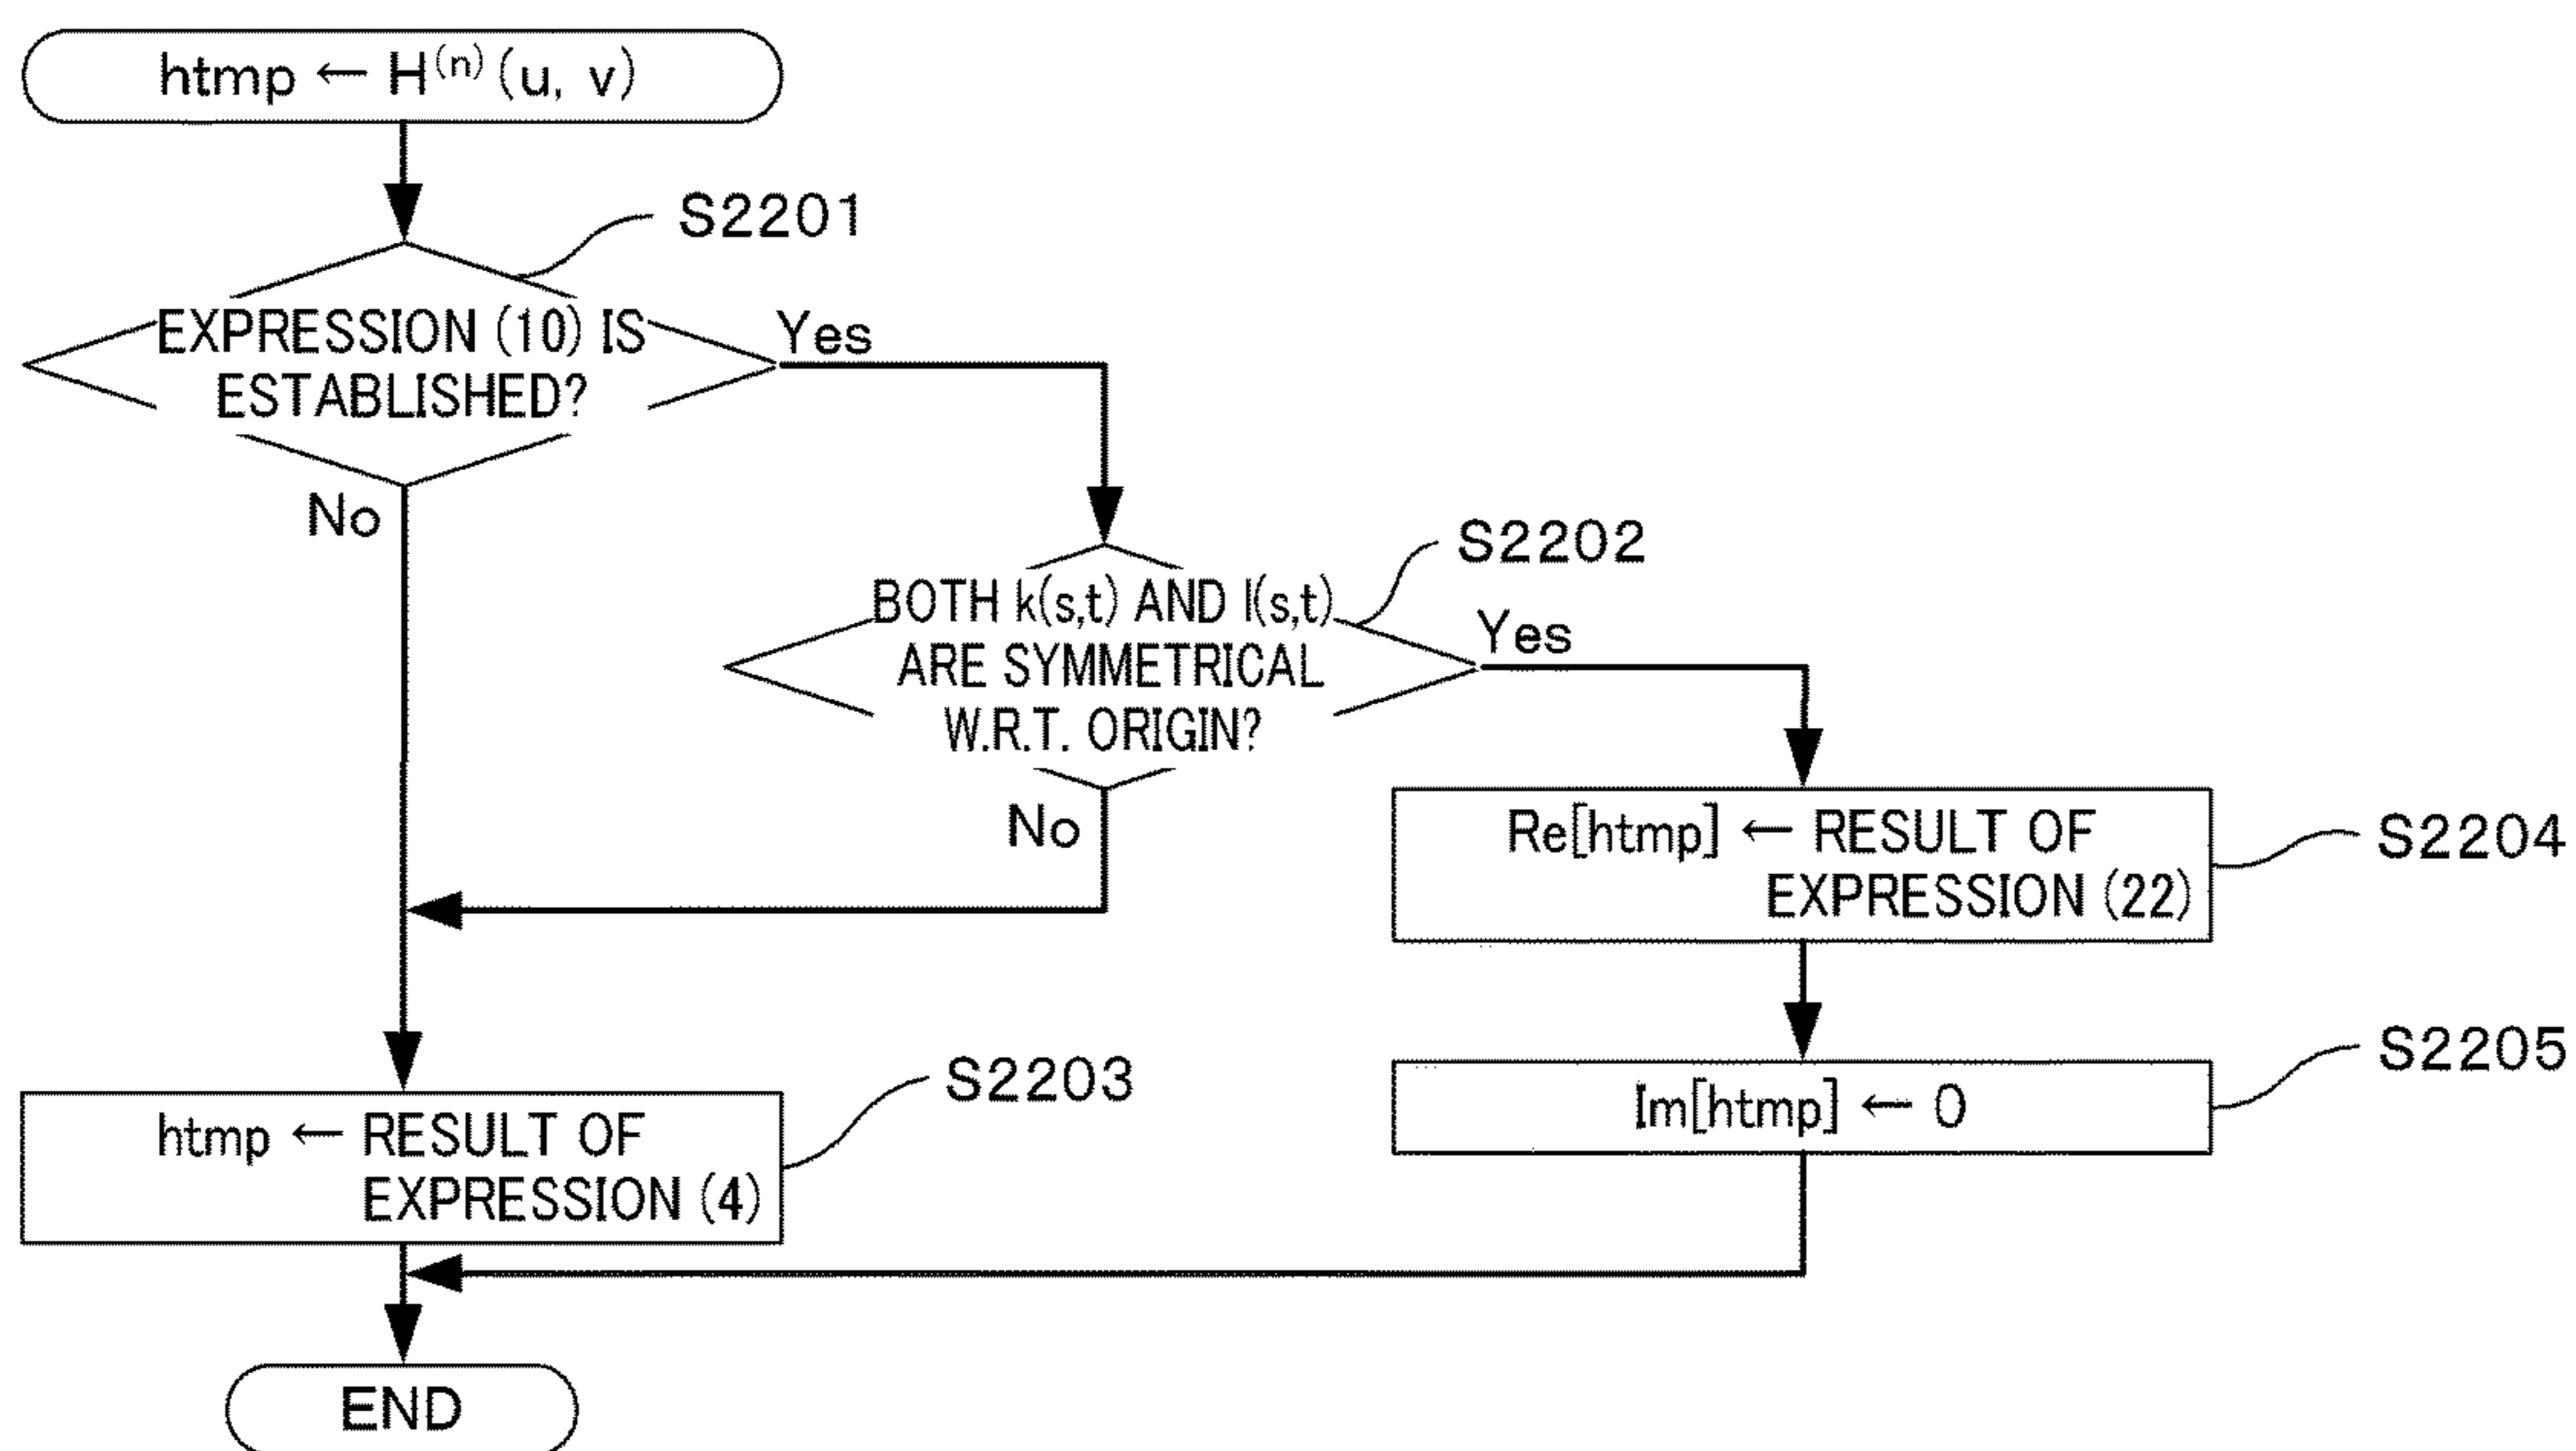 htmp ← H⁽ⁿ⁾(u, v)
S2201
EXPRESSION (10) IS
ESTABLISHED?
Yes
No
S2202
BOTH k(s,t) AND l(s,t)
ARE SYMMETRICAL
W.R.T. ORIGIN?
Yes
No
Re[htmp] ← RESULT OF
EXPRESSION (22)
S2204
Im[htmp] ← 0
S2205
htmp ← RESULT OF
EXPRESSION (4)
S2203
END